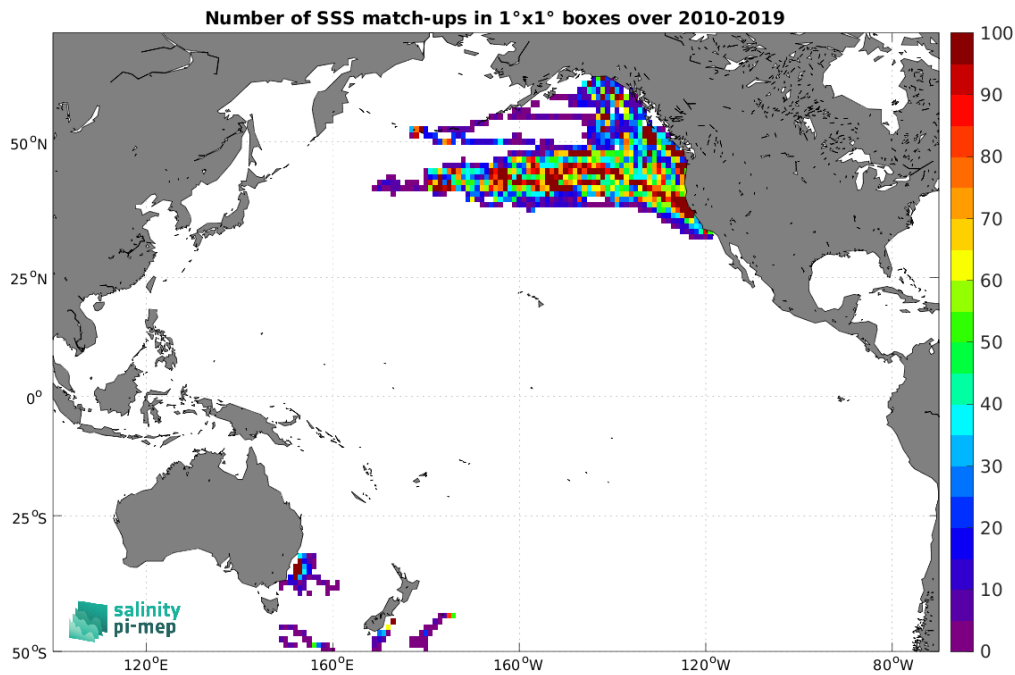 Number of SSS match-ups in 1°x1° boxes over 2010-2019
50°N
25°N
0°
25°S
50°S
120°E
160°E
160°W
120°W
80°W
100
90
80
70
60
50
40
30
20
10
0
salinity
pi-mep